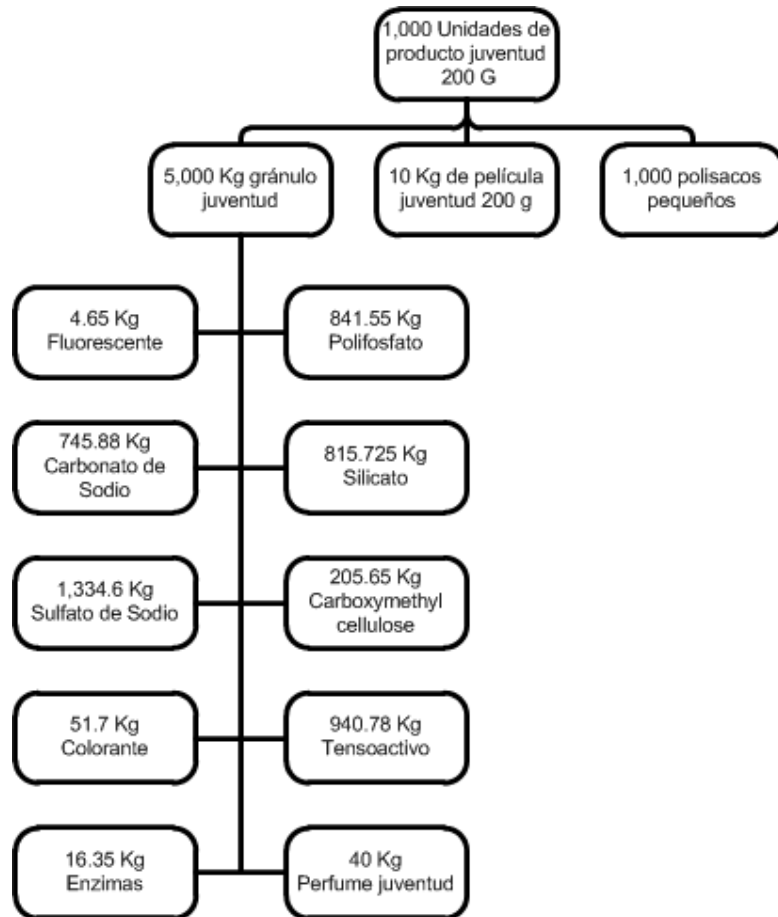 1,000 Unidades de
producto juventud
200 G
5,000 Kg gránulo
juventud
10 Kg de película
juventud 200 g
1,000 polisacos
pequeños
4.65 Kg
Fluorescente
841.55 Kg
Polifosfato
745.88 Kg
Carbonato de
Sodio
815.725 Kg
Silicato
1,334.6 Kg
Sulfato de Sodio
205.65 Kg
Carboxymethyl
cellulose
51.7 Kg
Colorante
940.78 Kg
Tensoactivo
16.35 Kg
Enzimas
40 Kg
Perfume juventud